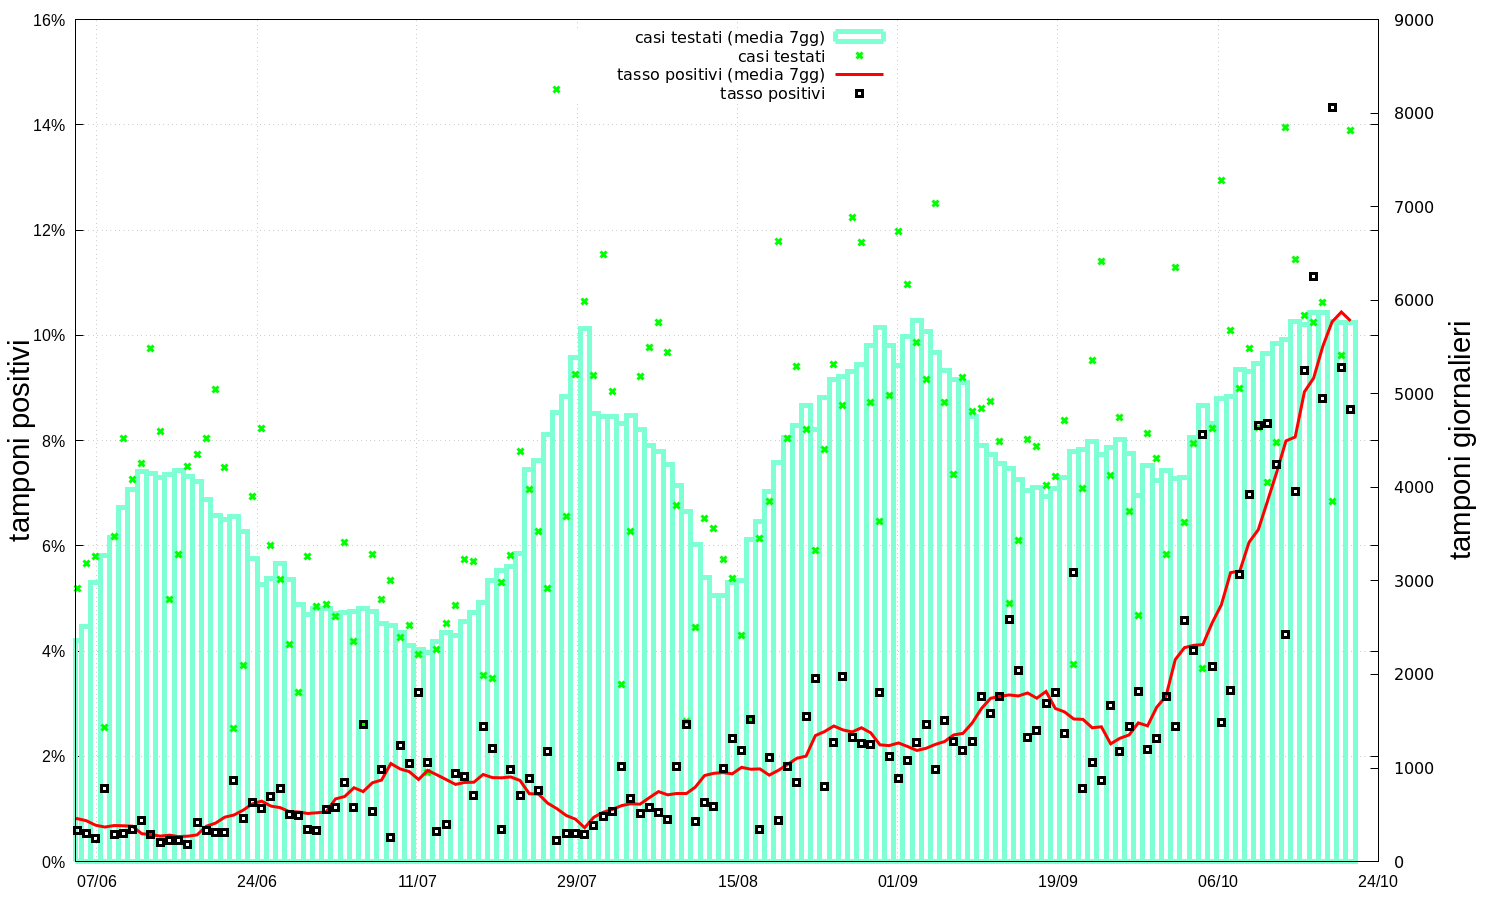 casi testati (media 7gg)
casi testati
tasso positivi (media 7gg)
tasso positivi
tamponi positivi
16%
14%
12%
10%
8%
6%
4%
2%
0%
9000
8000
7000
6000
5000
4000
3000
2000
1000
0
tamponi giornalieri
07/06 24/06 11/07 29/07 15/08 01/09 19/09 06/10 24/10